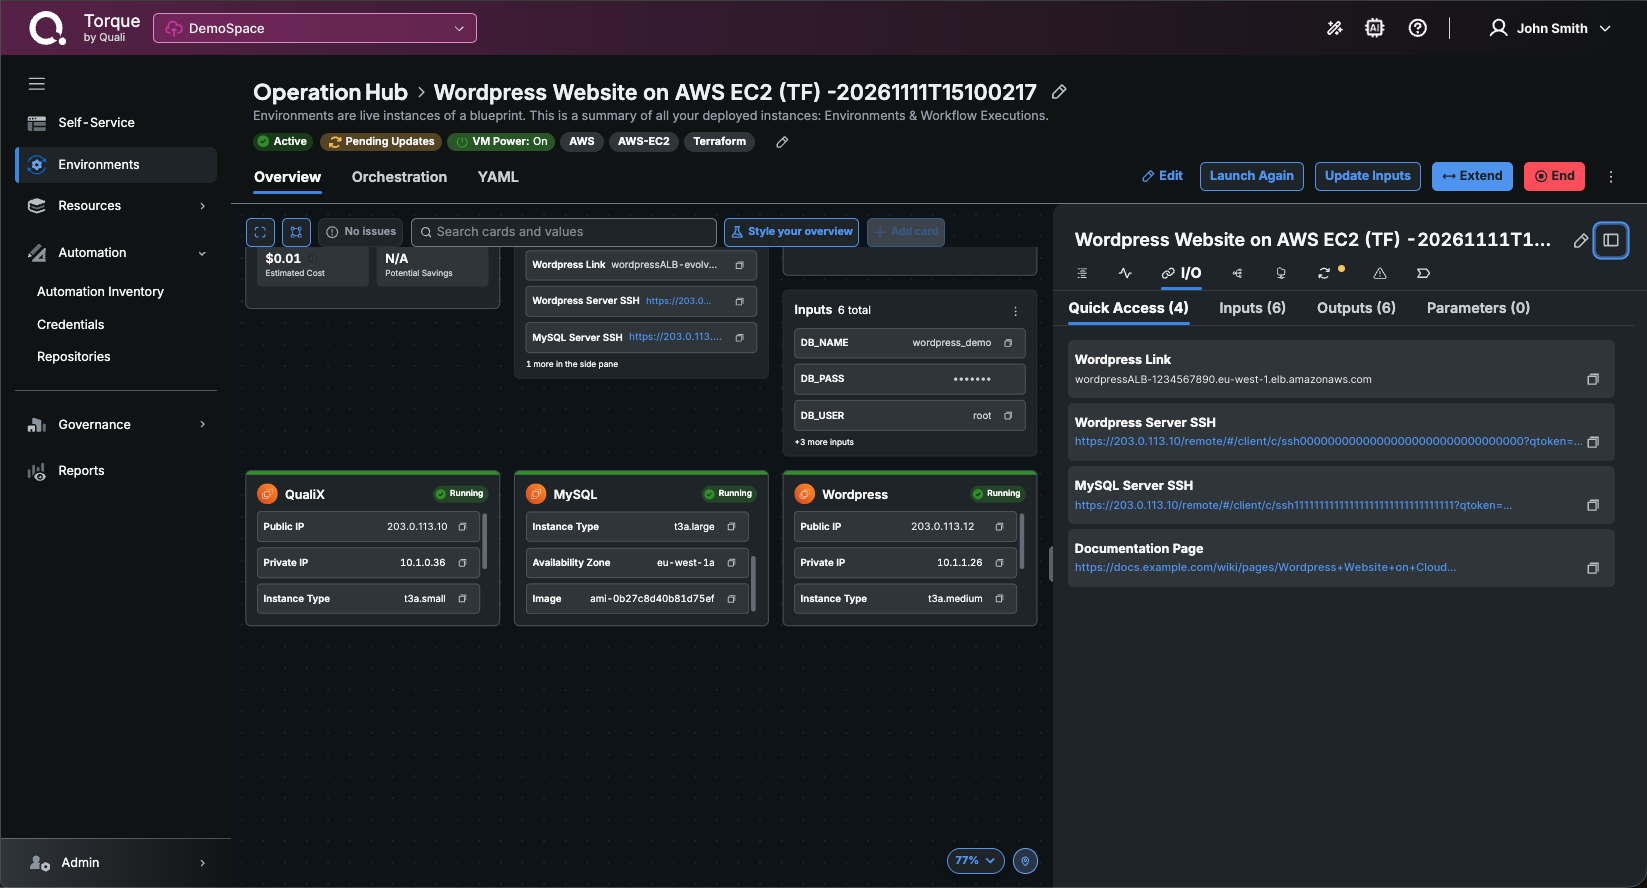 Torque
by Quali
DemoSpace
AI
John Smith
Self-Service
Environments
Resources
Automation
Automation Inventory
Credentials
Repositories
Governance
Reports
Admin
Operation Hub > Wordpress Website on AWS EC2 (TF) -20261111T15100217
Environments are live instances of a blueprint. This is a summary of all your deployed instances: Environments & Workflow Executions.
Active
Pending Updates
VM Power: On
AWS
AWS-EC2
Terraform
Overview
Orchestration
YAML
Edit
Launch Again
Update Inputs
Extend
End
No issues
Search cards and values
Style your overview
+ Add card
$0.01
Estimated Cost
N/A
Potential Savings
Wordpress Link wordpressALB-evolv...
Wordpress Server SSH https://203.0...
MySQL Server SSH https://203.0.113....
1 more in the side pane
Inputs 6 total
DB_NAME wordpress_demo
DB_PASS •••••••
DB_USER root
+3 more inputs
QualiX
Running
Public IP 203.0.113.10
Private IP 10.1.0.36
Instance Type t3a.small
MySQL
Running
Instance Type t3a.large
Availability Zone eu-west-1a
Image ami-0b27c8d40b81d75ef
Wordpress
Running
Public IP 203.0.113.12
Private IP 10.1.1.26
Instance Type t3a.medium
77%
Wordpress Website on AWS EC2 (TF) -20261111T1...
I/O
Quick Access (4)
Inputs (6)
Outputs (6)
Parameters (0)
Wordpress Link
wordpressALB-1234567890.eu-west-1.elb.amazonaws.com
Wordpress Server SSH
https://203.0.113.10/remote/#/client/c/ssh00000000000000000000000000000000?qtoken=...
MySQL Server SSH
https://203.0.113.10/remote/#/client/c/ssh11111111111111111111111111111111?qtoken=...
Documentation Page
https://docs.example.com/wiki/pages/Wordpress+Website+on+Cloud...